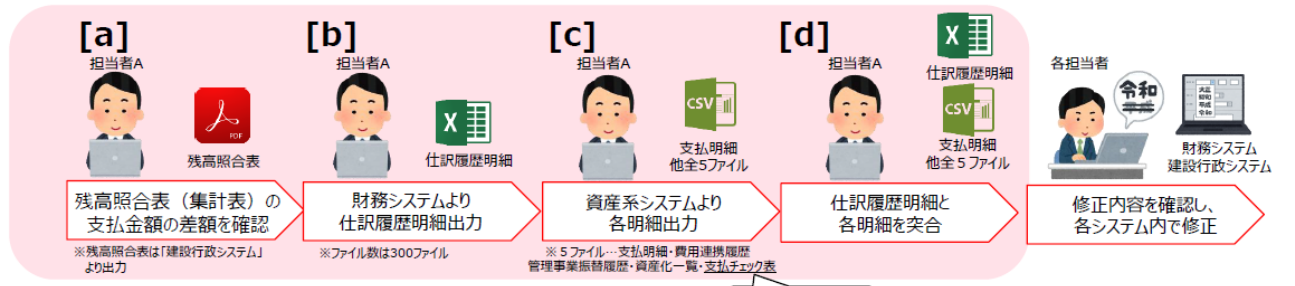 [a]
担当者A
PDF
残高照合表
残高照合表（集計表）の
支払金額の差額を確認
※残高照合表は「建設行政システム」
より出力
[b]
担当者A
X
仕訳履歴明細
財務システムより
仕訳履歴明細出力
※ファイル数は300ファイル
[c]
担当者A
CSV
支払明細
他全5ファイル
資産系システムより
各明細出力
※５ファイル…支払明細・費用連携履歴
管理事業振替履歴・資産化一覧・支払チェック表
[d]
担当者A
X
仕訳履歴明細
CSV
支払明細
他全５ファイル
仕訳履歴明細と
各明細を突合
各担当者
令和
平成
大正
昭和
平成
令和
財務システム
建設行政システム
修正内容を確認し、
各システム内で修正